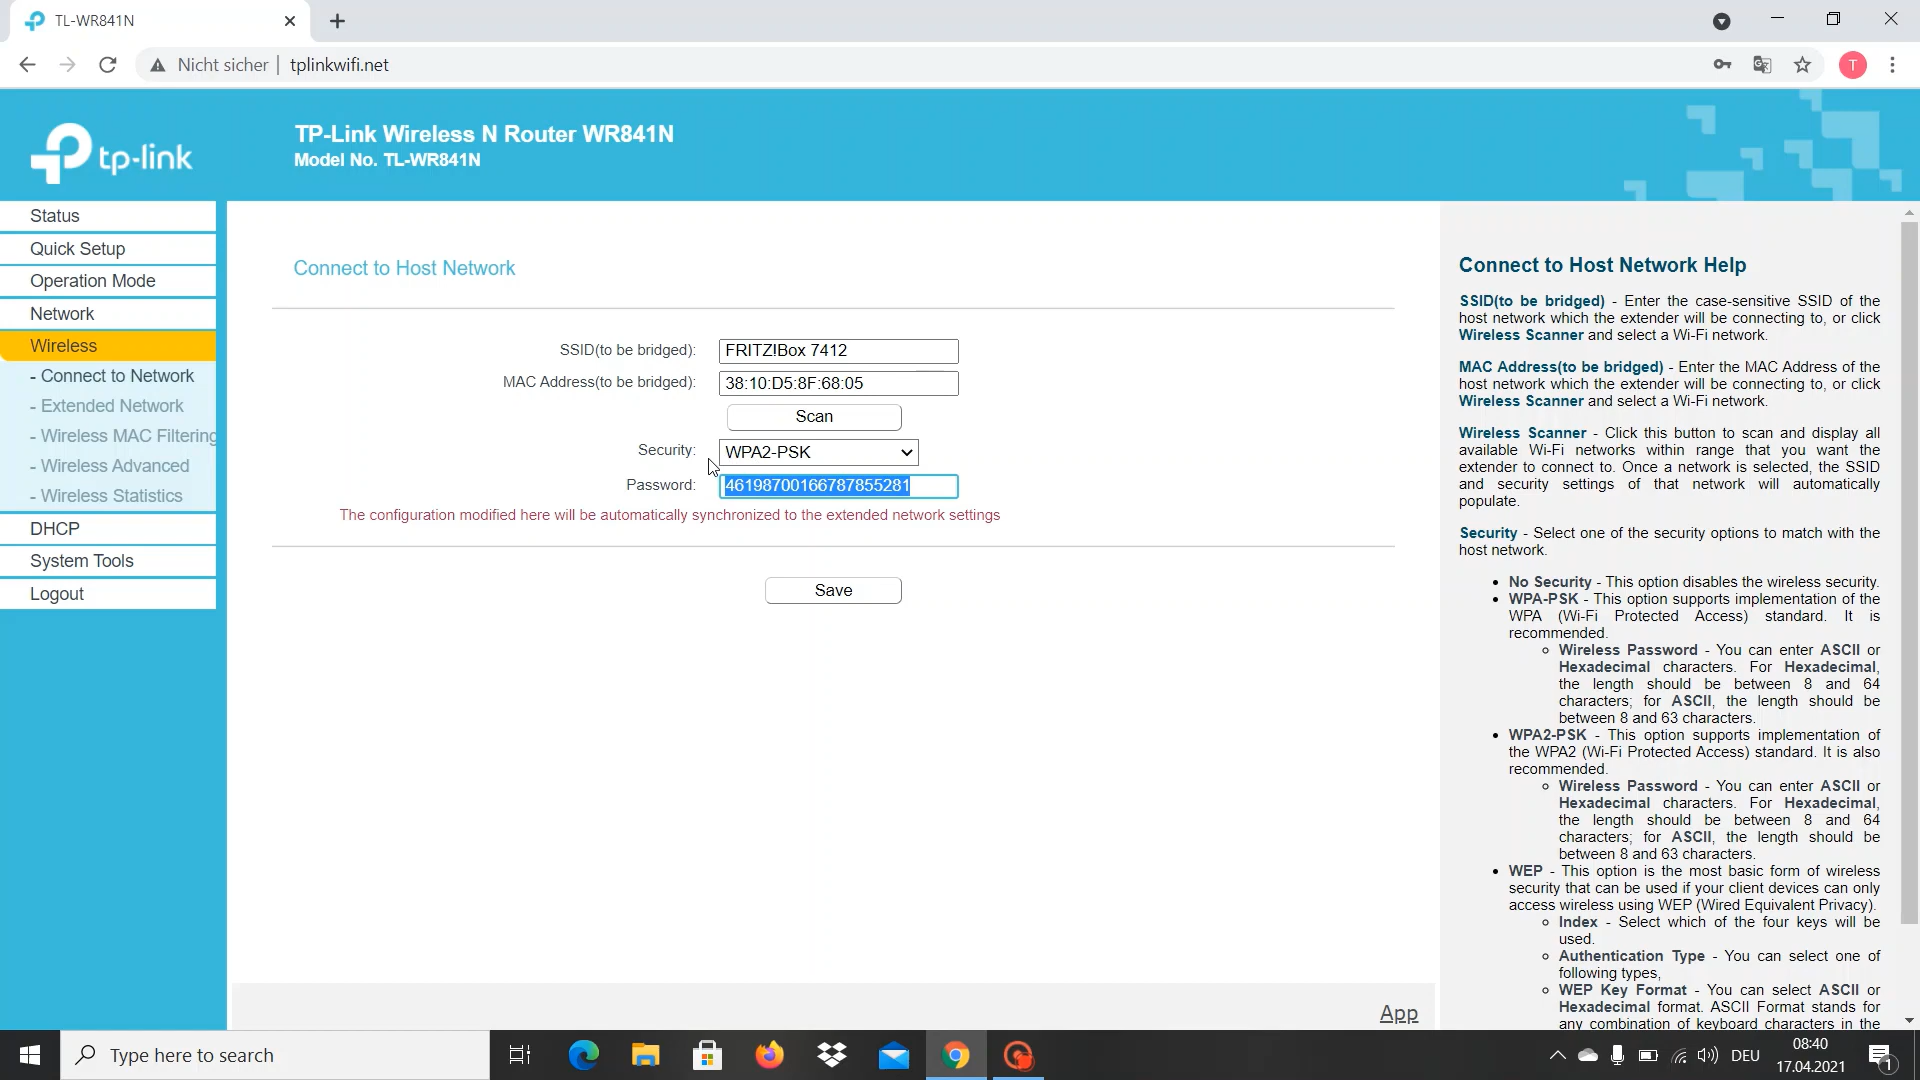 TL-WR841N
Nicht sicher | tplinkwifi.net
T
tp-link
TP-Link Wireless N Router WR841N
Model No. TL-WR841N
Status
Quick Setup
Operation Mode
Network
Wireless
- Connect to Network
- Extended Network
- Wireless MAC Filtering
- Wireless Advanced
- Wireless Statistics
DHCP
System Tools
Logout
Connect to Host Network
SSID(to be bridged): FRITZ!Box 7412
MAC Address(to be bridged): 38:10:D5:8F:68:05
Scan
Security: WPA2-PSK
Password: 46198700166787855281
The configuration modified here will be automatically synchronized to the extended network settings
Save
App
Connect to Host Network Help
SSID(to be bridged) - Enter the case-sensitive SSID of the
host network which the extender will be connecting to, or click
Wireless Scanner and select a Wi-Fi network.
MAC Address(to be bridged) - Enter the MAC Address of the
host network which the extender will be connecting to, or click
Wireless Scanner and select a Wi-Fi network.
Wireless Scanner - Click this button to scan and display all
available Wi-Fi networks within range that you want the
extender to connect to. Once a network is selected, the SSID
and security settings of that network will automatically
populate.
Security - Select one of the security options to match with the
host network.
No Security - This option disables the wireless security.
WPA-PSK - This option supports implementation of the
WPA (Wi-Fi Protected Access) standard. It is
recommended.
Wireless Password - You can enter ASCII or
Hexadecimal characters. For Hexadecimal,
the length should be between 8 and 64
characters; for ASCII, the length should be
between 8 and 63 characters.
WPA2-PSK - This option supports implementation of
the WPA2 (Wi-Fi Protected Access) standard. It is also
recommended.
Wireless Password - You can enter ASCII or
Hexadecimal characters. For Hexadecimal,
the length should be between 8 and 64
characters; for ASCII, the length should be
between 8 and 63 characters.
WEP - This option is the most basic form of wireless
security that can be used if your client devices can only
access wireless using WEP (Wired Equivalent Privacy).
Index - Select which of the four keys will be
used.
Authentication Type - You can select one of
following types,
WEP Key Format - You can select ASCII or
Hexadecimal format. ASCII Format stands for
any combination of keyboard characters in the
Type here to search
DEU
08:40
17.04.2021
1